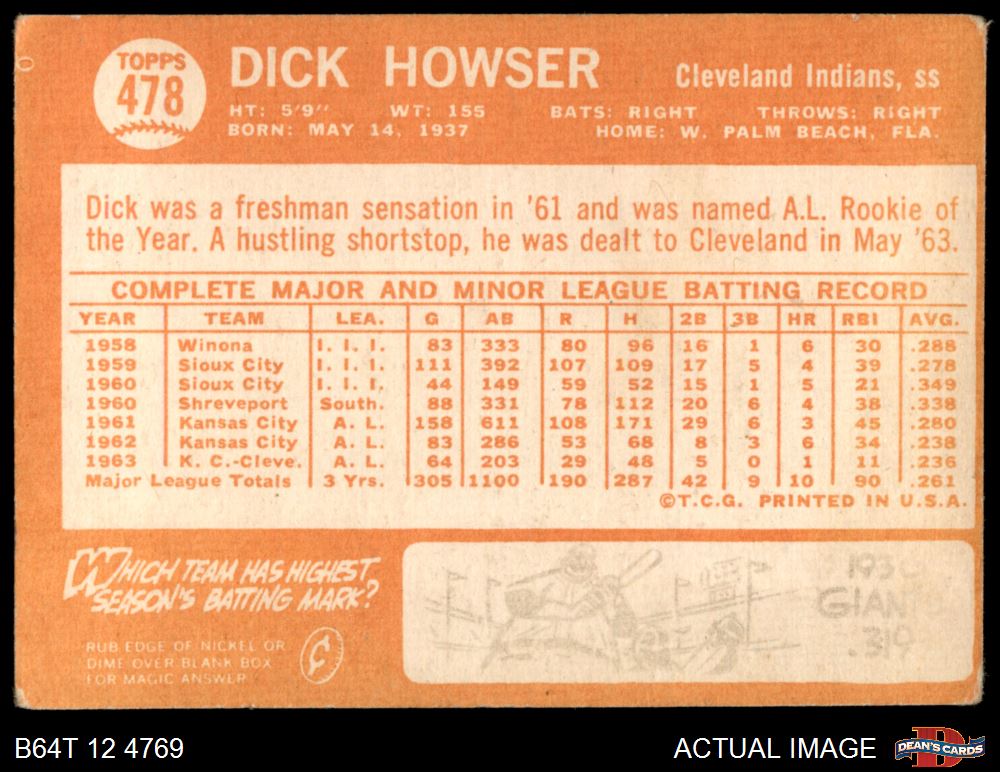 TOPPS
478
DICK HOWSER
Cleveland Indians, ss
HT: 5'9" WT: 155 BATS: RIGHT THROWS: RIGHT
BORN: MAY 14, 1937 HOME: W. PALM BEACH, FLA.
Dick was a freshman sensation in '61 and was named A.L. Rookie of
the Year. A hustling shortstop, he was dealt to Cleveland in May '63.
COMPLETE MAJOR AND MINOR LEAGUE BATTING RECORD
YEAR TEAM LEA. G AB R H 2B 3B HR RBI AVG.
1958 Winona I. I. I. 83 333 80 96 16 1 6 30 .288
1959 Sioux City I. I. I. 111 392 107 109 17 5 4 39 .278
1960 Sioux City I. I. I. 44 149 59 52 15 1 5 21 .349
1960 Shreveport South. 88 331 78 112 20 6 4 38 .338
1961 Kansas City A. L. 158 611 108 171 29 6 3 45 .280
1962 Kansas City A. L. 83 286 53 68 8 3 6 34 .238
1963 K. C.-Cleve. A. L. 64 203 29 48 5 0 1 11 .236
Major League Totals 3 Yrs. 305 1100 190 287 42 9 10 90 .261
©T.C.G. PRINTED IN U.S.A.
WHICH TEAM HAS HIGHEST
SEASON'S BATTING MARK?
RUB EDGE OF NICKEL OR
DIME OVER BLANK BOX
FOR MAGIC ANSWER
GIANTS
.319
B64T 12 4769
ACTUAL IMAGE
DEAN'S CARDS